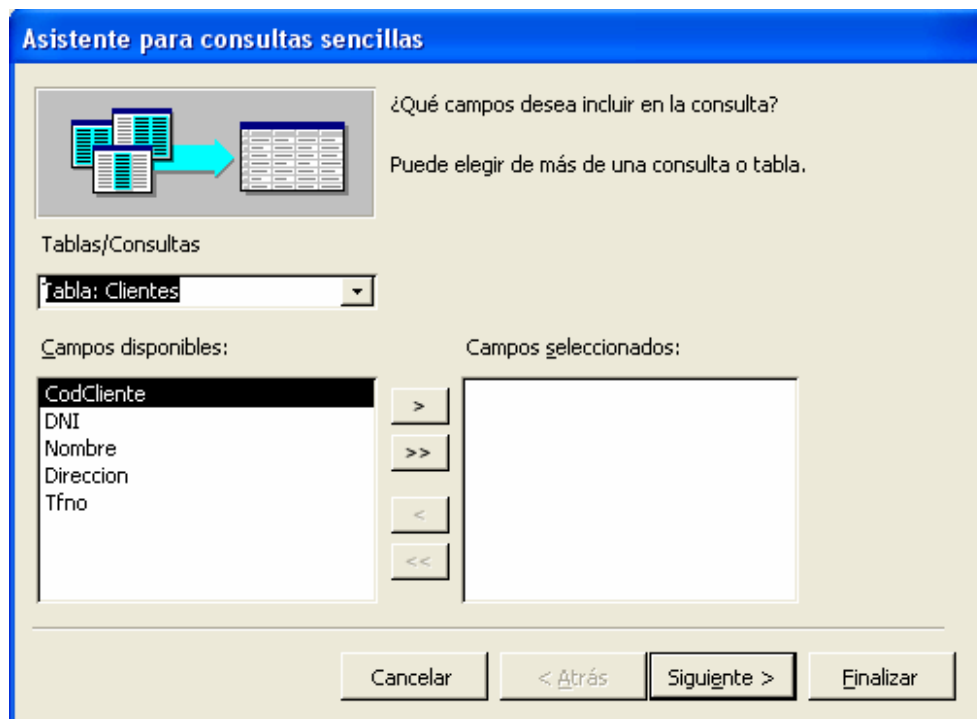 Asistente para consultas sencillas
¿Qué campos desea incluir en la consulta?
Puede elegir de más de una consulta o tabla.
Tablas/Consultas
Tabla: Clientes
Campos disponibles:
Campos seleccionados:
CodCliente
DNI
Nombre
Direccion
Tfno
>
>>
<
<<
Cancelar
< Atrás
Siguiente >
Finalizar